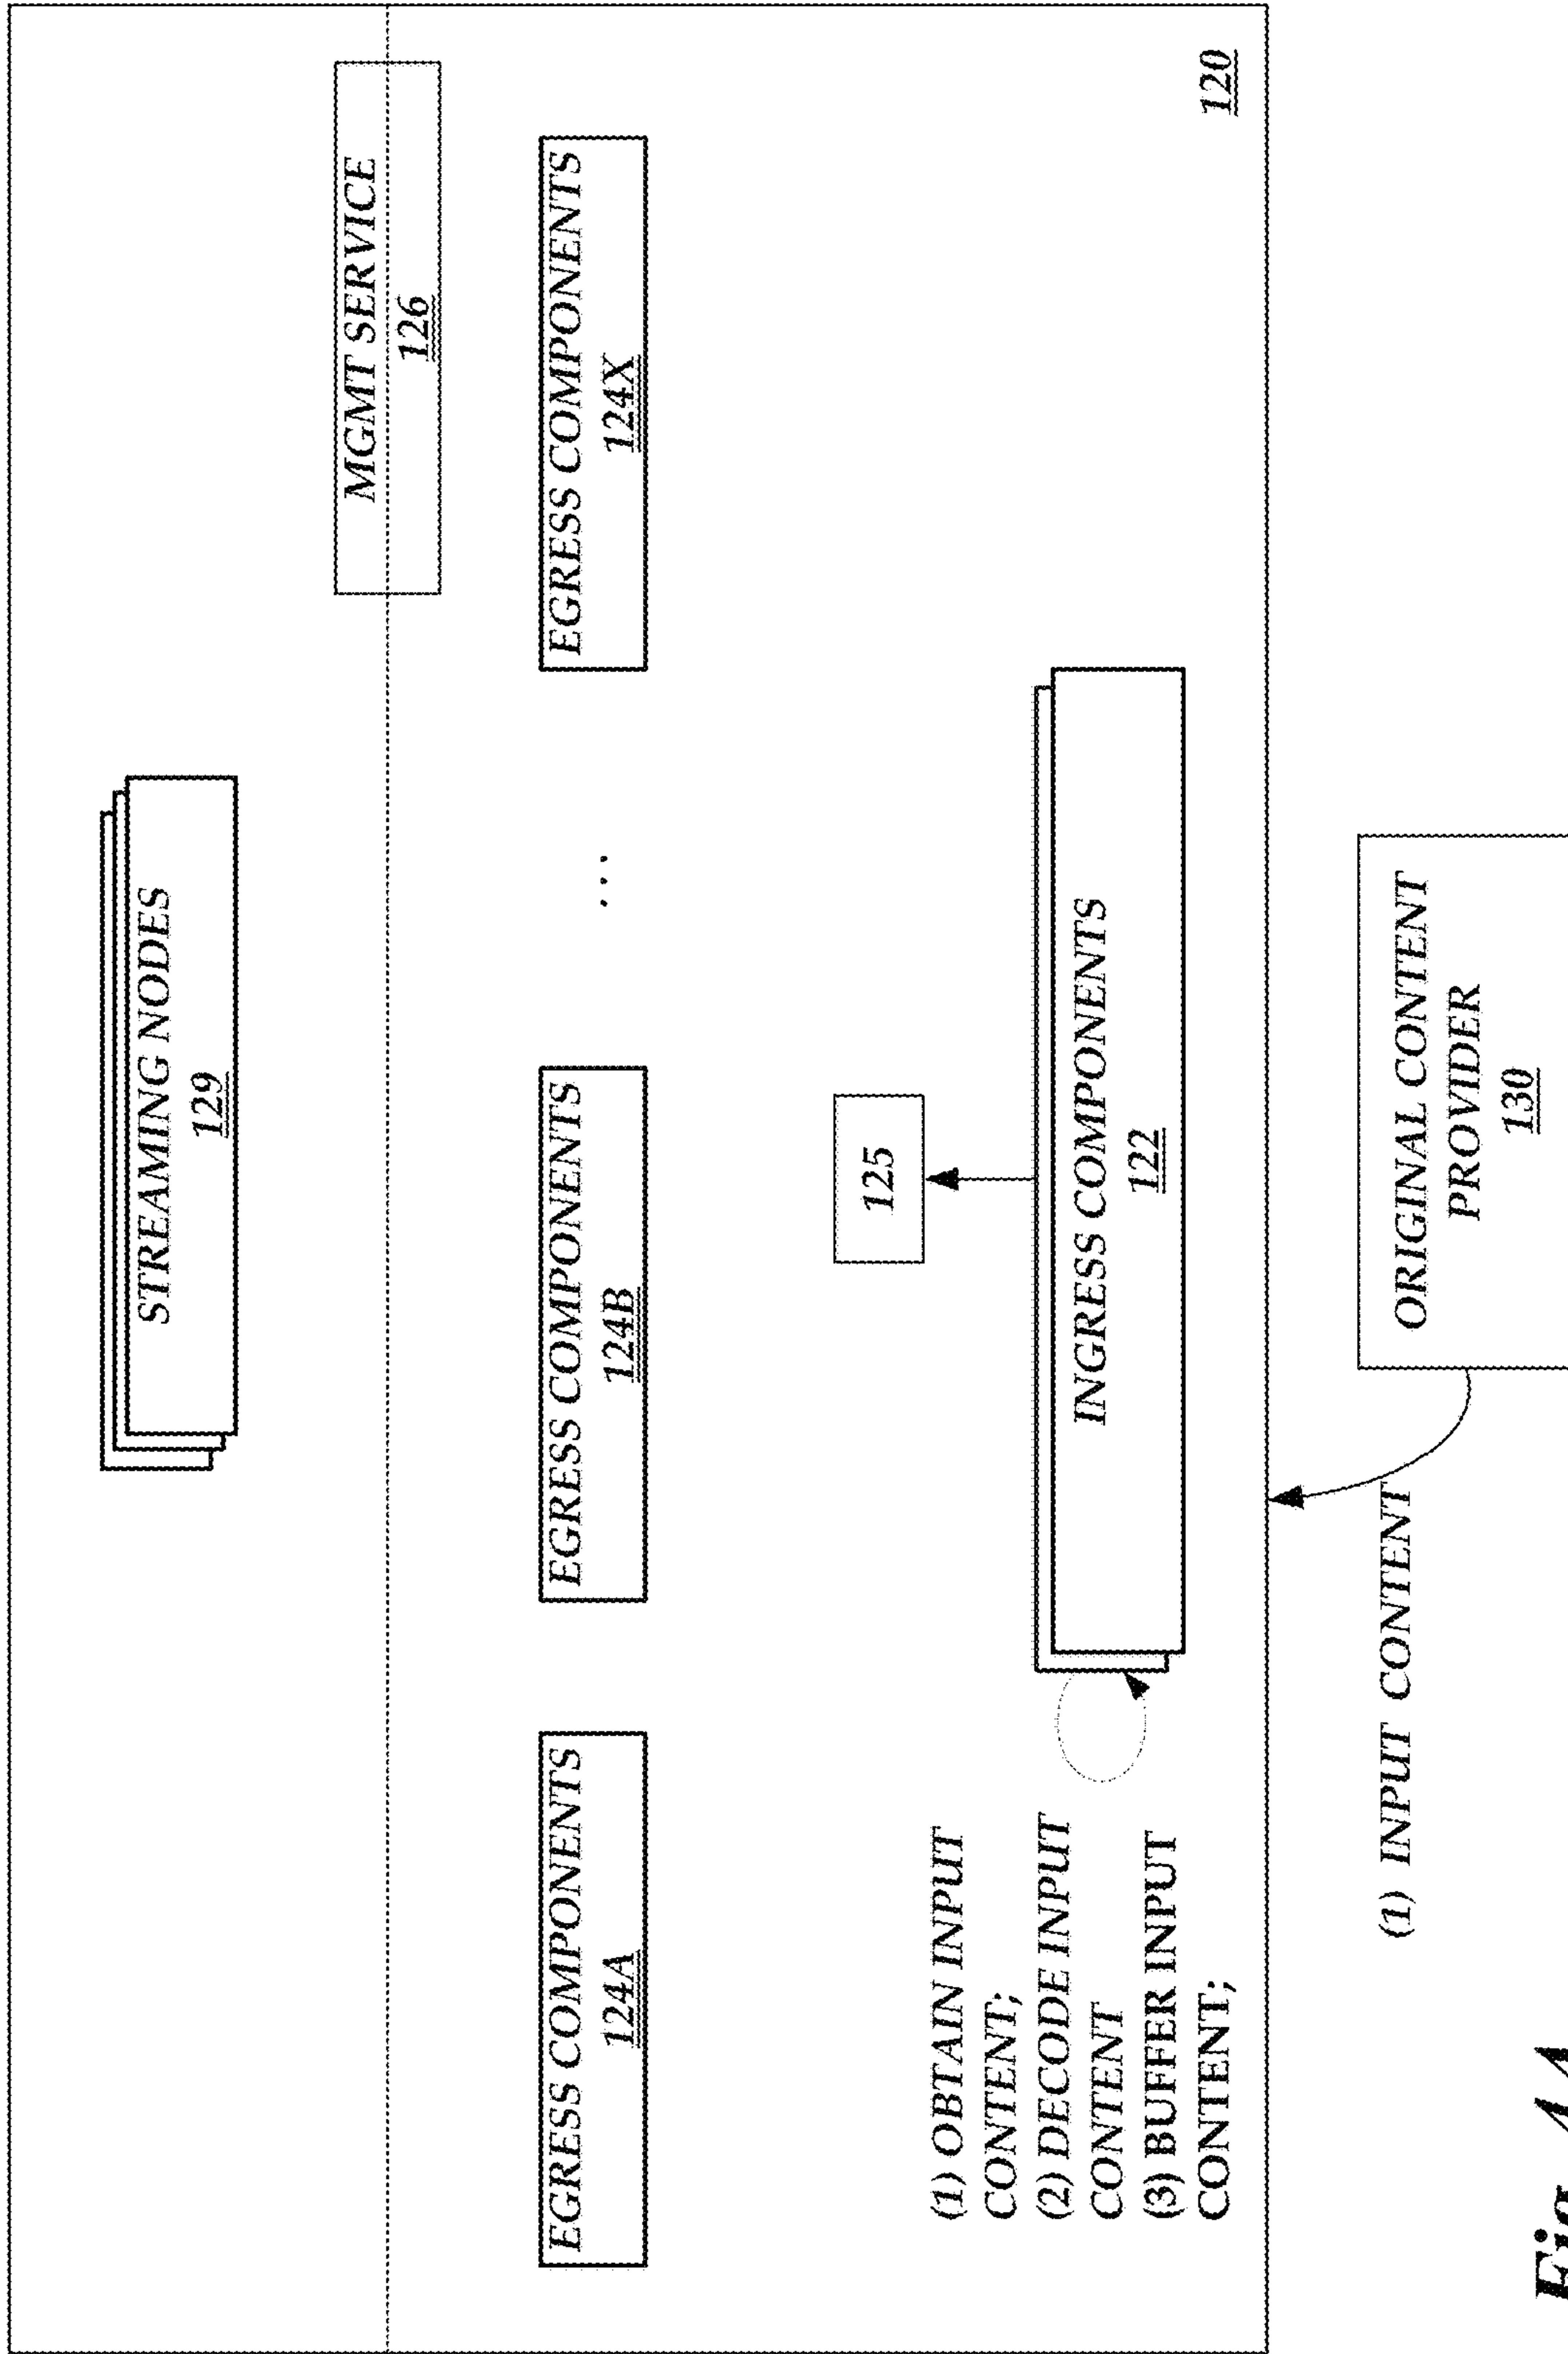 STREAMING NODES
129
MGMT SERVICE
126
EGRESS COMPONENTS
124A
EGRESS COMPONENTS
124B
...
EGRESS COMPONENTS
124X
125
(1) OBTAIN INPUT
CONTENT;
(2) DECODE INPUT
CONTENT
(3) BUFFER INPUT
CONTENT;
INGRESS COMPONENTS
122
120
(1) INPUT CONTENT
ORIGINAL CONTENT
PROVIDER
130
Fig. 4A